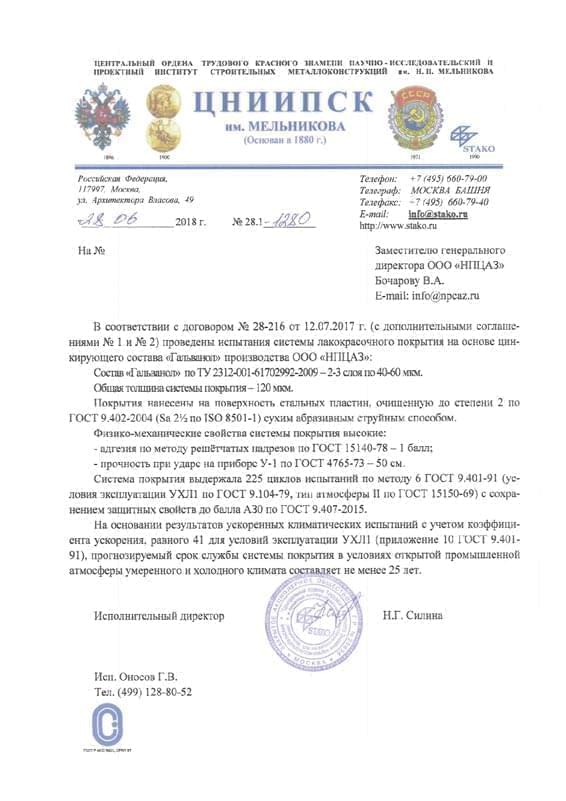 ЦЕНТРАЛЬНЫЙ ОРДЕНА ТРУДОВОГО КРАСНОГО ЗНАМЕНИ НАУЧНО-ИССЛЕДОВАТЕЛЬСКИЙ И
ПРОЕКТНЫЙ ИНСТИТУТ СТРОИТЕЛЬНЫХ МЕТАЛЛОКОНСТРУКЦИЙ им. Н. П. МЕЛЬНИКОВА
ЦНИИПСК
им. МЕЛЬНИКОВА
(Основан в 1880 г.)
СССР
STAKO
1896
1900
1971
1990
Российская Федерация,
117997, Москва,
ул. Архитектора Власова, 49
28 06 2018 г. № 28.1-1280
Телефон: +7 (495) 660-79-00
Телеграф: МОСКВА БАШНЯ
Телефакс: +7 (495) 660-79-40
E-mail: info@stako.ru
http://www.stako.ru
На №
Заместителю генерального
директора ООО «НПЦАЗ»
Бочарову В.А.
E-mail: info@npcaz.ru
В соответствии с договором № 28-216 от 12.07.2017 г. (с дополнительными соглаше-
ниями № 1 и № 2) проведены испытания системы лакокрасочного покрытия на основе цин-
кирующего состава «Гальванол» производства ООО «НПЦАЗ»:
Состав «Гальванол» по ТУ 2312-001-61702992-2009 – 2-3 слоя по 40-60 мкм.
Общая толщина системы покрытия – 120 мкм.
Покрытия нанесены на поверхность стальных пластин, очищенную до степени 2 по
ГОСТ 9.402-2004 (Sa 2½ по ISO 8501-1) сухим абразивным струйным способом.
Физико-механические свойства системы покрытия высокие:
- адгезия по методу решётчатых надрезов по ГОСТ 15140-78 – 1 балл;
- прочность при ударе на приборе У-1 по ГОСТ 4765-73 – 50 см.
Система покрытия выдержала 225 циклов испытаний по методу 6 ГОСТ 9.401-91 (ус-
ловия эксплуатации УХЛ1 по ГОСТ 9.104-79, тип атмосферы II по ГОСТ 15150-69) с сохра-
нением защитных свойств до балла А30 по ГОСТ 9.407-2015.
На основании результатов ускоренных климатических испытаний с учетом коэффици-
ента ускорения, равного 41 для условий эксплуатации УХЛ1 (приложение 10 ГОСТ 9.401-
91), прогнозируемый срок службы системы покрытия в условиях открытой промышленной
атмосферы умеренного и холодного климата составляет не менее 25 лет.
Исполнительный директор
STAKO
МОСКВА
Н.Г. Силина
Исп. Оносов Г.В.
Тел. (499) 128-80-52